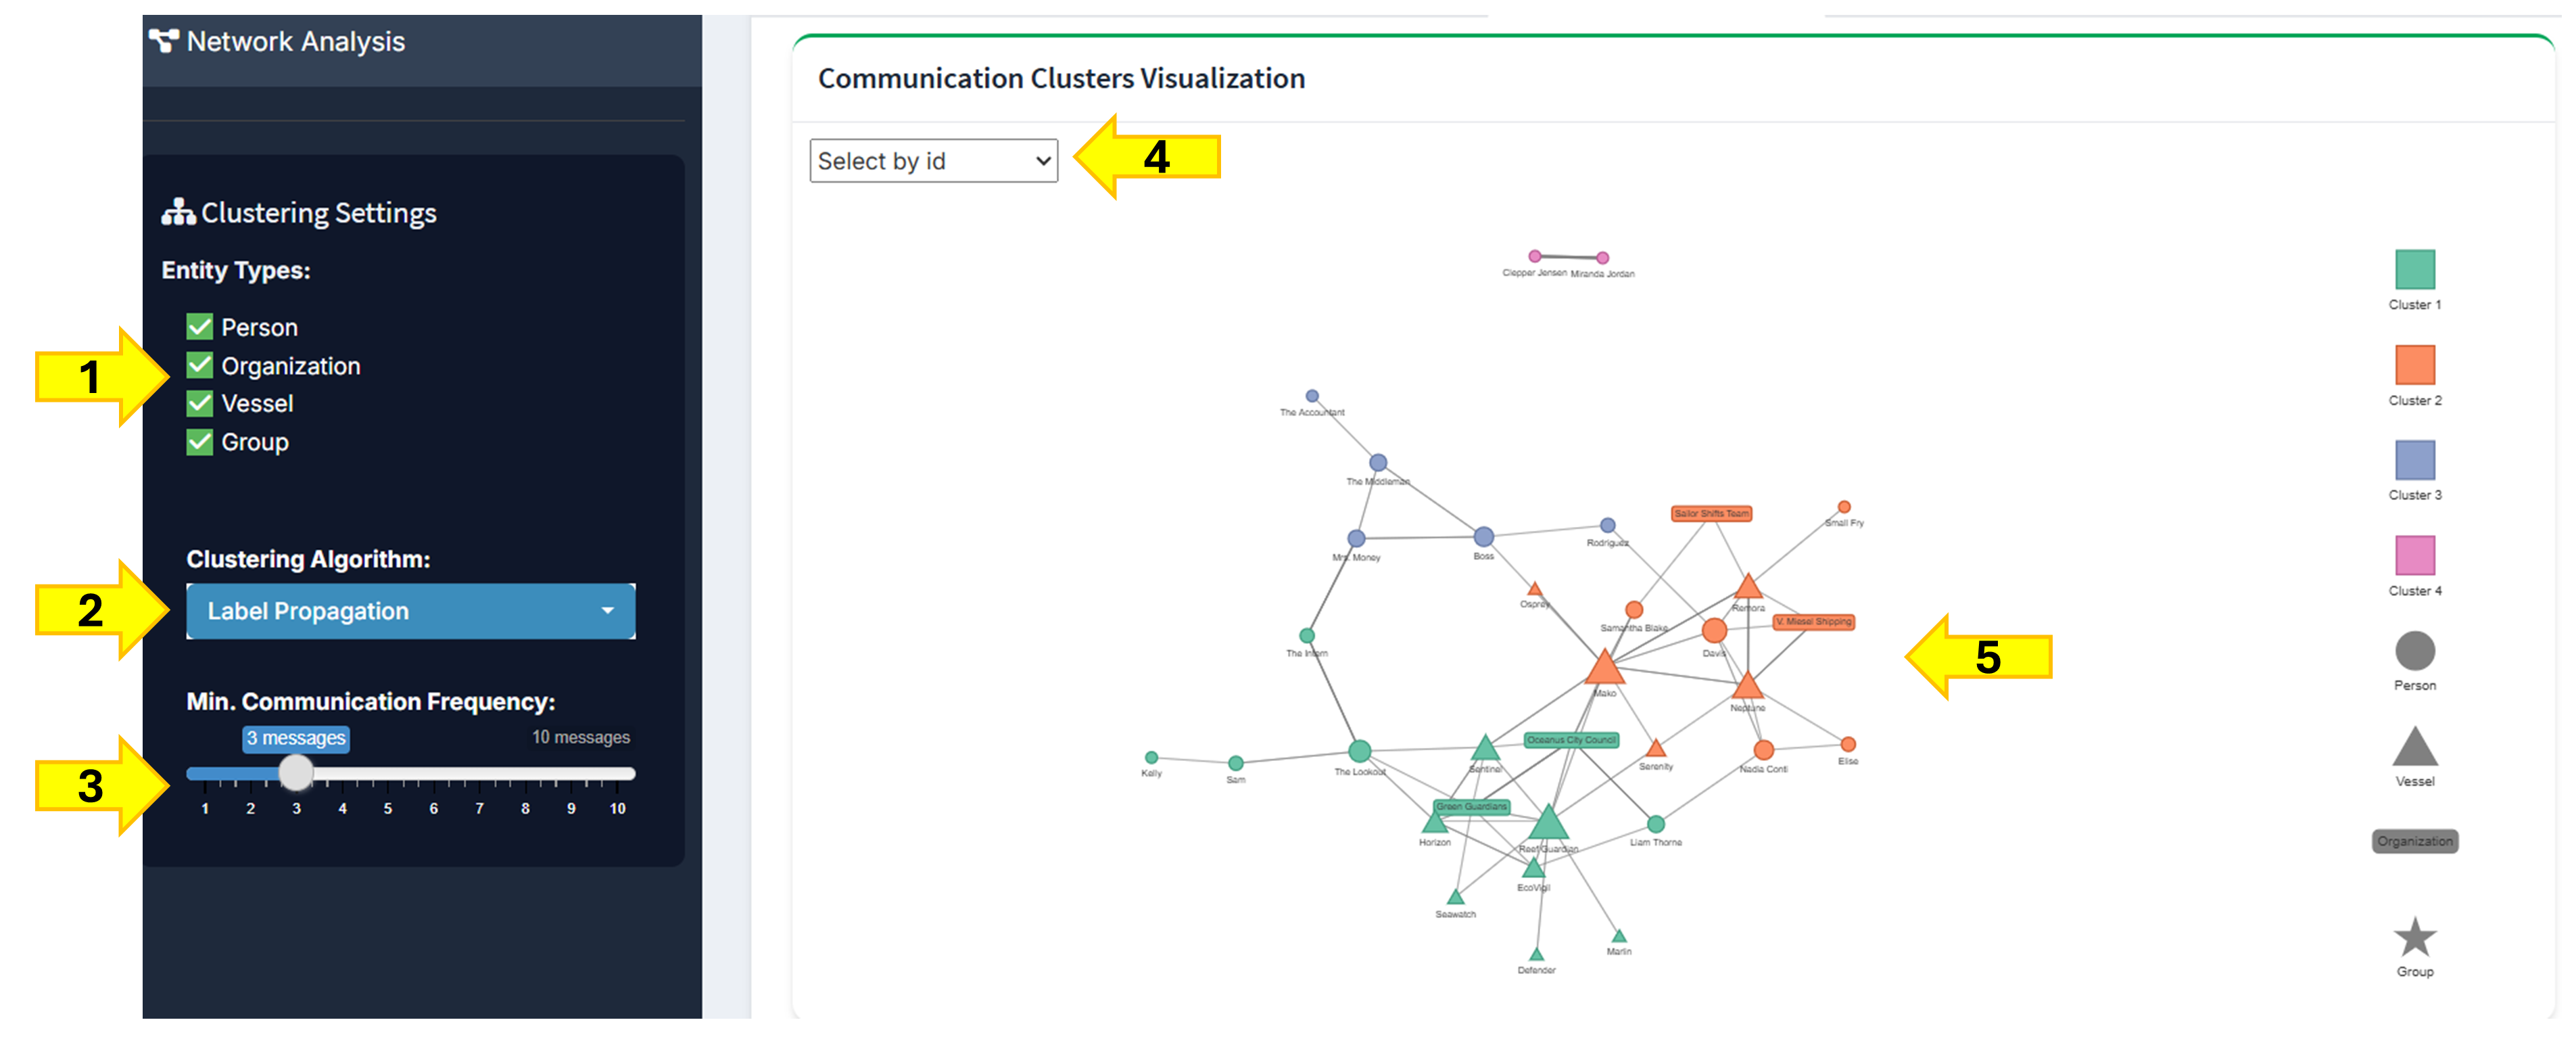 Network Analysis
Clustering Settings
Entity Types:
Person
Organization
Vessel
Group
1
Clustering Algorithm:
Label Propagation
2
Min. Communication Frequency:
3 messages
10 messages
1 2 3 4 5 6 7 8 9 10
3
Communication Clusters Visualization
Select by id
4
Clepper Jensen
Miranda Jordan
The Accountant
The Middleman
Mrs. Money
Boss
Rodriguez
Sailor Shifts Team
Small Fry
Osprey
Samantha Blake
Remora
V. Miesel Shipping
Davis
The Intern
Mako
Neptune
5
Kelly
Sam
The Lookout
Sentinel
Oceanus City Council
Serenity
Nadia Conti
Elise
Green Guardians
Horizon
Reef Guardian
Liam Thorne
EcoVigil
Seawatch
Marlin
Defender
Cluster 1
Cluster 2
Cluster 3
Cluster 4
Person
Vessel
Organization
Group